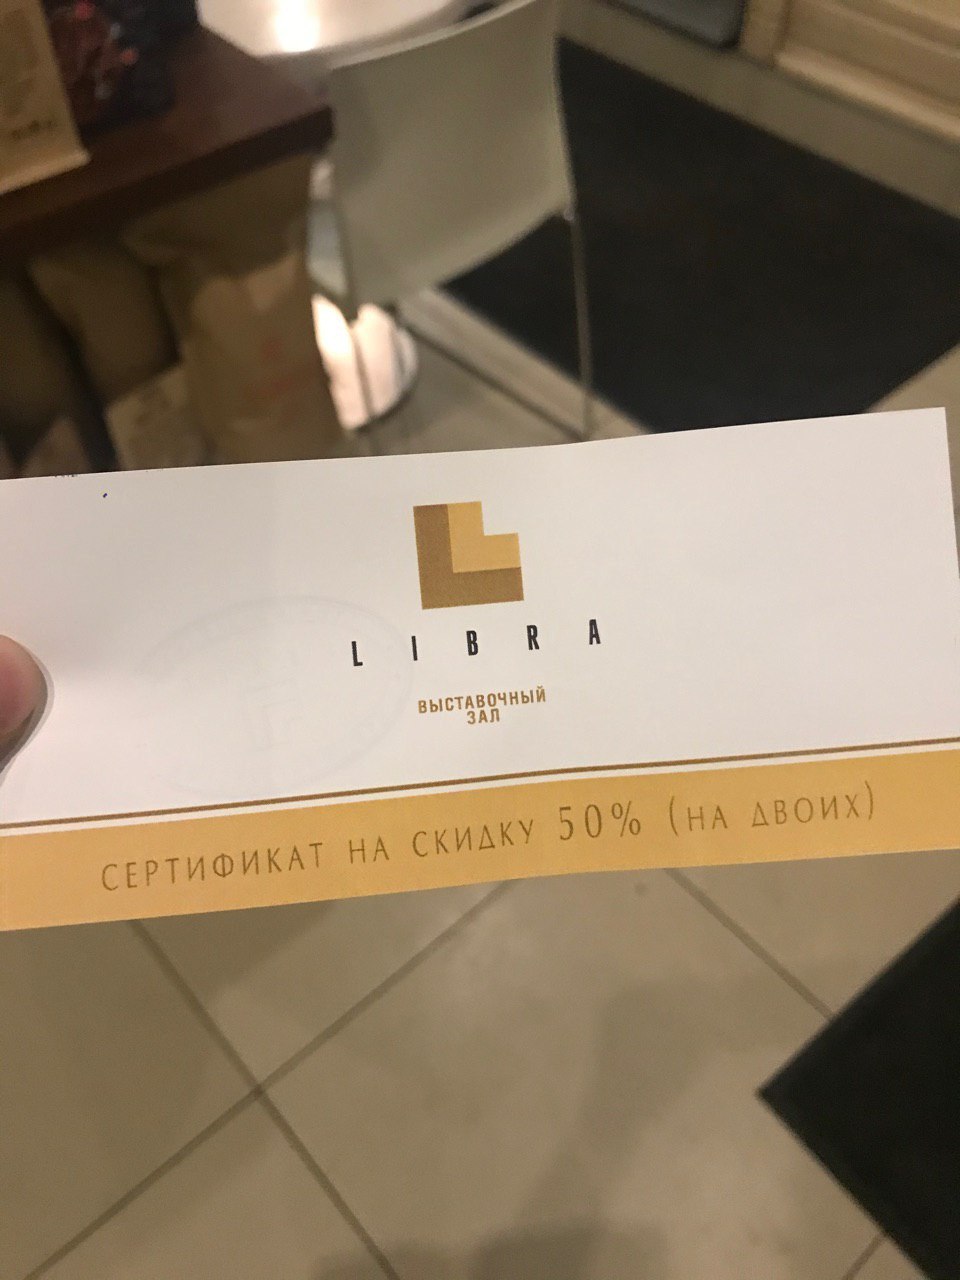 LIBRA
ВЫСТАВОЧНЫЙ
ЗАЛ
СЕРТИФИКАТ НА СКИДКУ 50% (НА ДВОИХ)